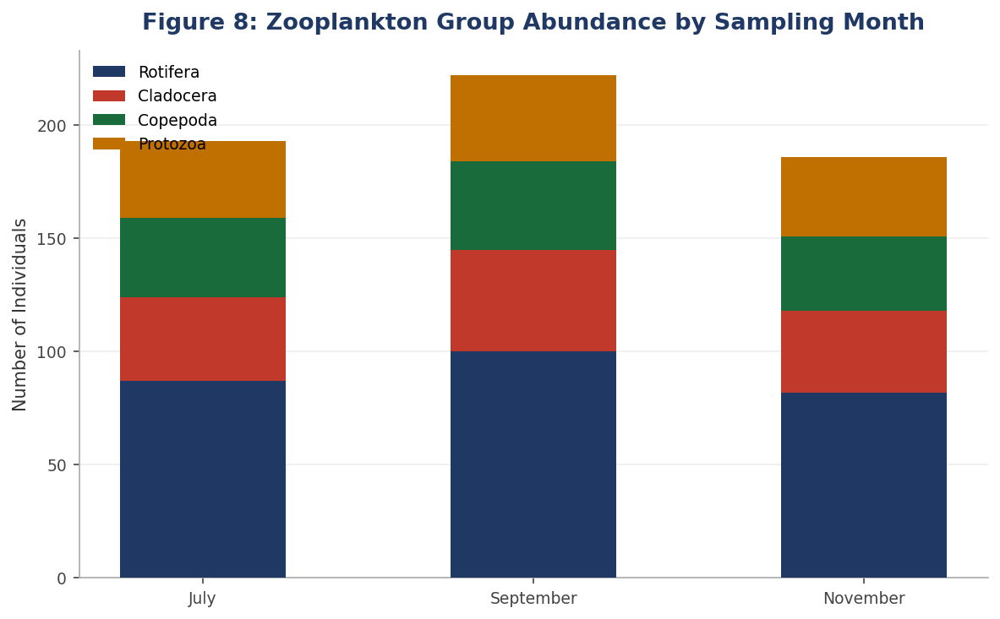 Figure 8: Zooplankton Group Abundance by Sampling Month
Rotifera
Cladocera
Copepoda
Protozoa
Number of Individuals
200
150
100
50
0
July
September
November